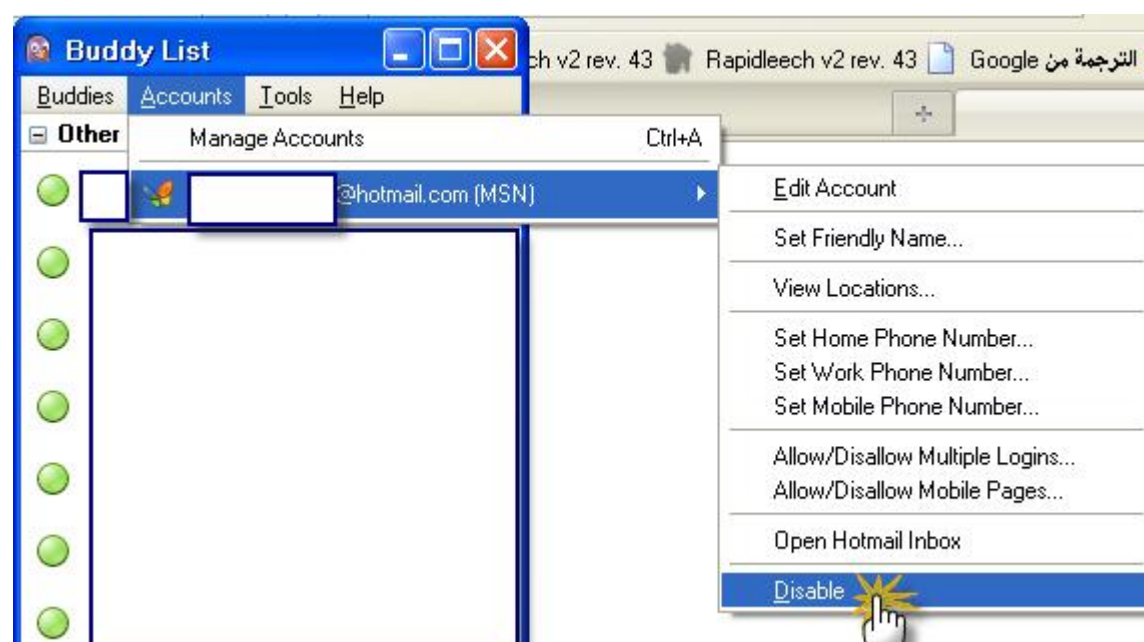 Buddy List
ch v2 rev. 43 Rapidleech v2 rev. 43 الترجمة من Google
Buddies Accounts Tools Help
Other
Manage Accounts Ctrl+A
@hotmail.com (MSN)
Edit Account
Set Friendly Name...
View Locations...
Set Home Phone Number...
Set Work Phone Number...
Set Mobile Phone Number...
Allow/Disallow Multiple Logins...
Allow/Disallow Mobile Pages...
Open Hotmail Inbox
Disable